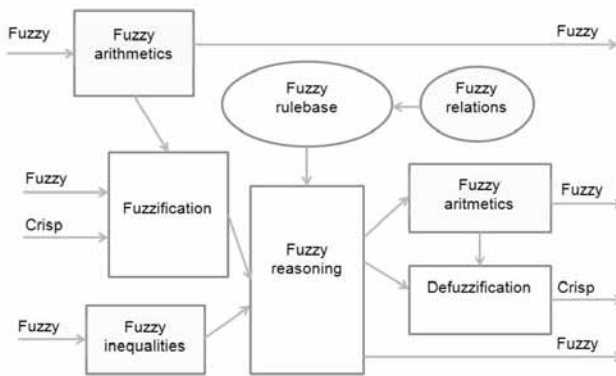 Fuzzy
Fuzzy
arithmetics
Fuzzy
Fuzzy
rulebase
Fuzzy
relations
Fuzzy
Crisp
Fuzzification
Fuzzy
reasoning
Fuzzy
aritmetics
Fuzzy
Defuzzification
Crisp
Fuzzy
Fuzzy
inequalities
Fuzzy